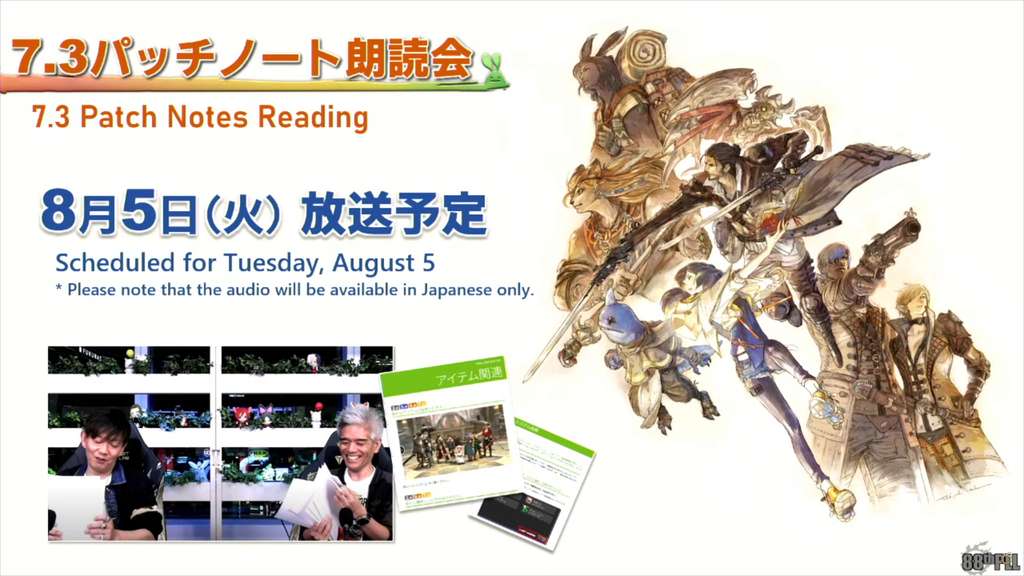 7.3パッチノート朗読会
7.3 Patch Notes Reading
8月5日(火) 放送予定
Scheduled for Tuesday, August 5
* Please note that the audio will be available in Japanese only.
アイテム関連
88th PLL